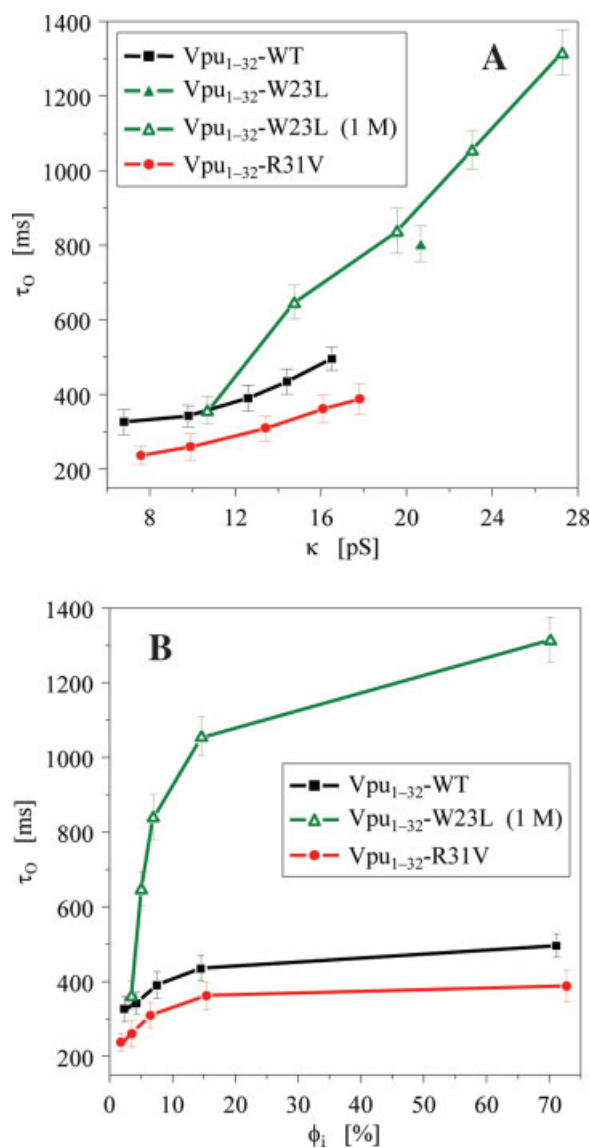 1400
1200
1000
800
600
400
200
τO [ms]
Vpu1–32-WT
Vpu1–32-W23L
Vpu1–32-W23L (1 M)
Vpu1–32-R31V
A
8 12 16 20 24 28
κ [pS]
1400
1200
1000
800
600
400
200
τO [ms]
B
Vpu1–32-WT
Vpu1–32-W23L (1 M)
Vpu1–32-R31V
0 10 20 30 40 50 60 70
ϕi [%]